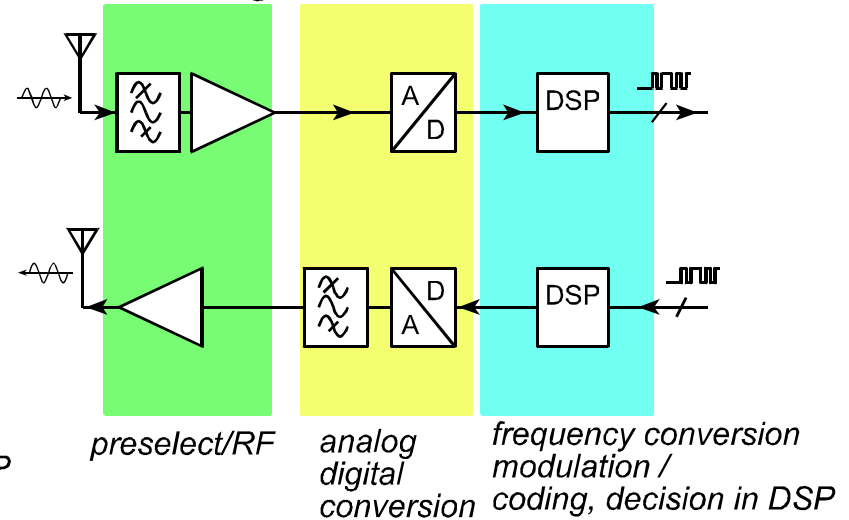 A
D
DSP
D
A
DSP
preselect/RF
analog
digital
conversion
frequency conversion
modulation /
coding, decision in DSP
P